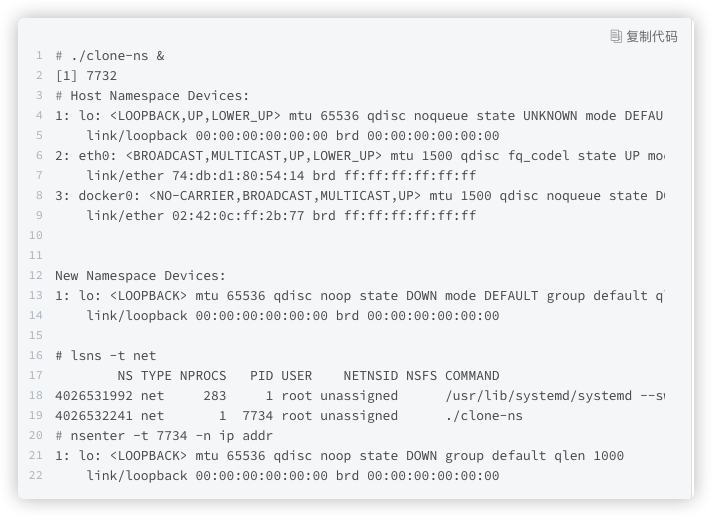 复制代码
1 # ./clone-ns &
2 [1] 7732
3 # Host Namespace Devices:
4 1: lo: <LOOPBACK,UP,LOWER_UP> mtu 65536 qdisc noqueue state UNKNOWN mode DEFAU
5     link/loopback 00:00:00:00:00:00 brd 00:00:00:00:00:00
6 2: eth0: <BROADCAST,MULTICAST,UP,LOWER_UP> mtu 1500 qdisc fq_codel state UP mo
7     link/ether 74:db:d1:80:54:14 brd ff:ff:ff:ff:ff:ff
8 3: docker0: <NO-CARRIER,BROADCAST,MULTICAST,UP> mtu 1500 qdisc noqueue state D
9     link/ether 02:42:0c:ff:2b:77 brd ff:ff:ff:ff:ff:ff
10
11
12 New Namespace Devices:
13 1: lo: <LOOPBACK> mtu 65536 qdisc noop state DOWN mode DEFAULT group default q
14     link/loopback 00:00:00:00:00:00 brd 00:00:00:00:00:00
15
16 # lsns -t net
17         NS TYPE NPROCS   PID USER    NETNSID NSFS COMMAND
18 4026531992 net     283     1 root unassigned      /usr/lib/systemd/systemd --sw
19 4026532241 net       1  7734 root unassigned      ./clone-ns
20 # nsenter -t 7734 -n ip addr
21 1: lo: <LOOPBACK> mtu 65536 qdisc noop state DOWN group default qlen 1000
22     link/loopback 00:00:00:00:00:00 brd 00:00:00:00:00:00